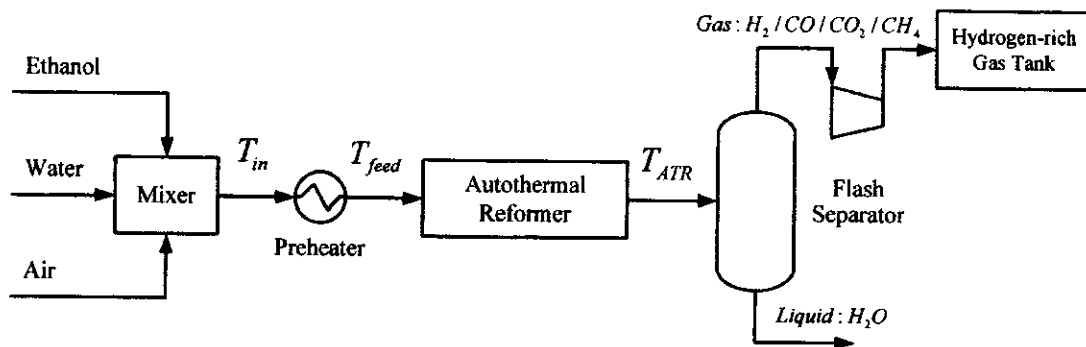 Gas : H₂ / CO / CO₂ / CH₄
Hydrogen-rich
Gas Tank
Ethanol
Water
Air
Mixer
T_in
Preheater
T_feed
Autothermal
Reformer
T_ATR
Flash
Separator
Liquid : H₂O